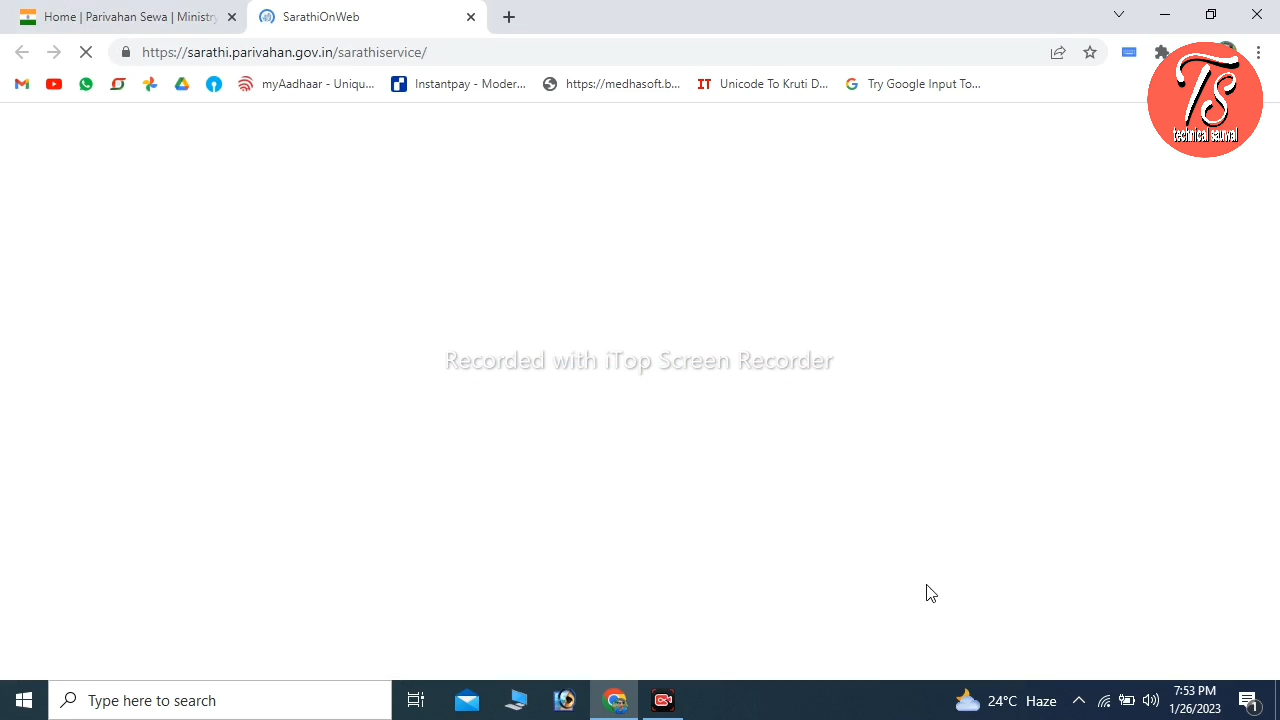 Home | Parivahan Sewa | Ministry
SarathiOnWeb
https://sarathi.parivahan.gov.in/sarathiservice/
myAadhaar - Uniqu...
Instantpay - Moder...
https://medhasoft.b...
IT Unicode To Kruti D...
Try Google Input To...
TS
technical sauwal
Recorded with iTop Screen Recorder
Type here to search
24°C Haze
7:53 PM
1/26/2023
1